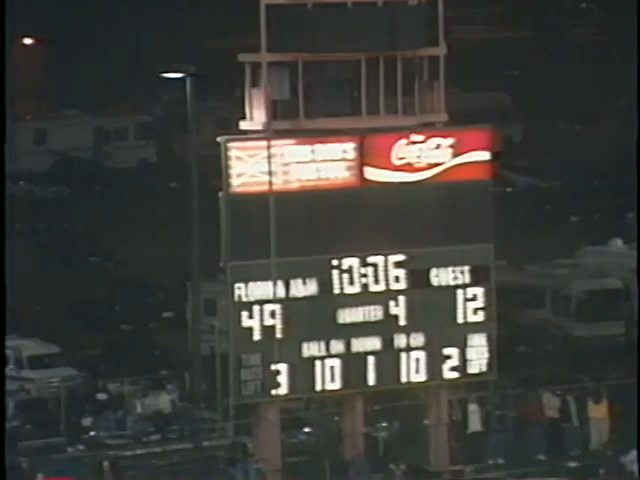 Coca-Cola
FLORIDA A&M 10:06 GUEST
49 QUARTER 4 12
BALL ON DOWN TO GO
3 10 1 10 2